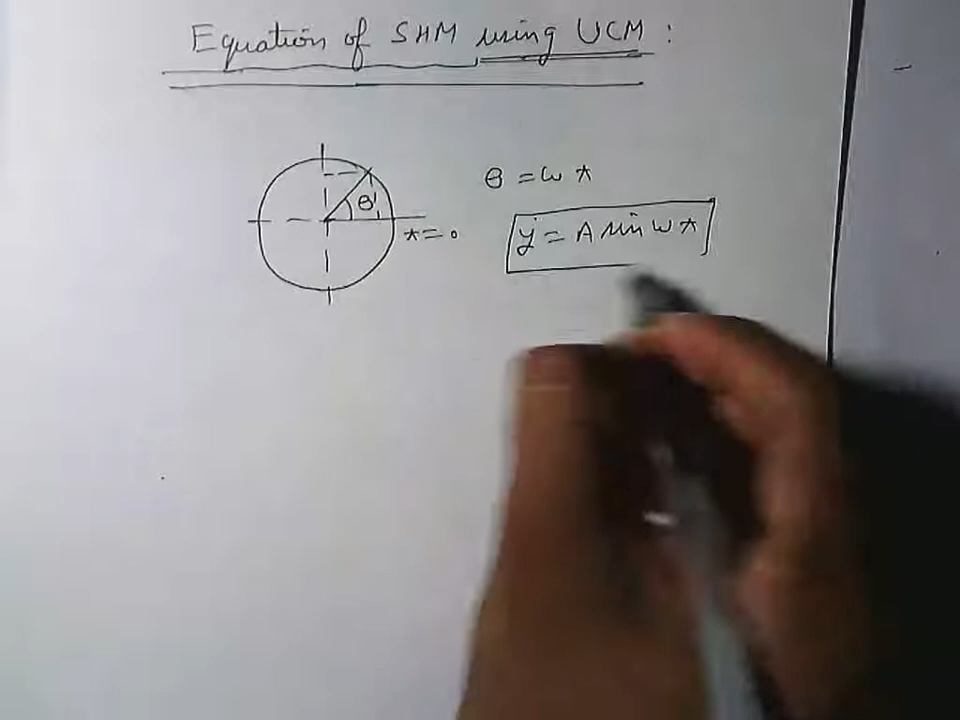 Equation of SHM using UCM :
θ = ω t
θ
t = 0
y = A sin ω t